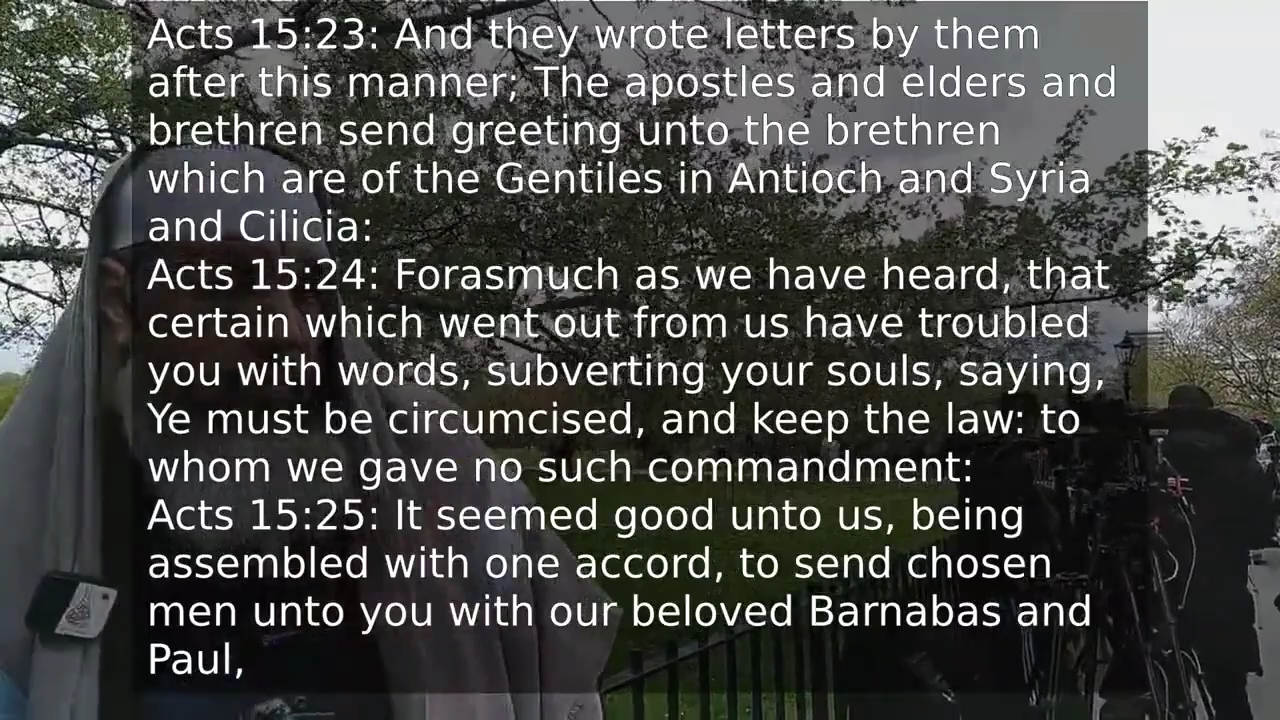 Acts 15:23: And they wrote letters by them
after this manner; The apostles and elders and
brethren send greeting unto the brethren
which are of the Gentiles in Antioch and Syria
and Cilicia:
Acts 15:24: Forasmuch as we have heard, that
certain which went out from us have troubled
you with words, subverting your souls, saying,
Ye must be circumcised, and keep the law: to
whom we gave no such commandment:
Acts 15:25: It seemed good unto us, being
assembled with one accord, to send chosen
men unto you with our beloved Barnabas and
Paul,